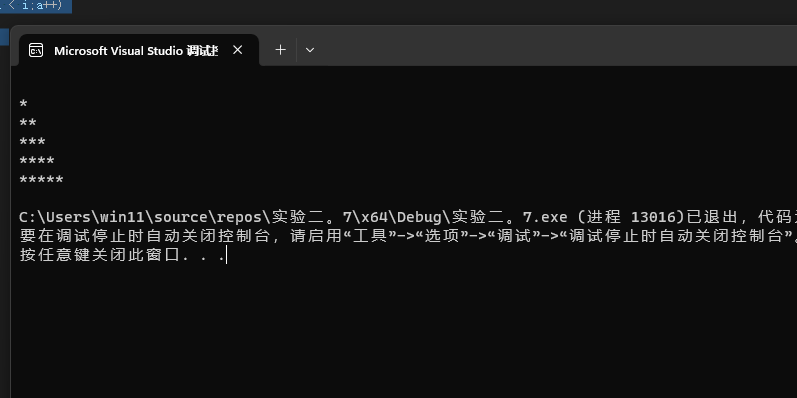 < i;a++)
Microsoft Visual Studio 调试
*
**
***
****
*****
C:\Users\win11\source\repos\实验二。7\x64\Debug\实验二。7.exe (进程 13016)已退出，代码
要在调试停止时自动关闭控制台，请启用“工具”->“选项”->“调试”->“调试停止时自动关闭控制台”。
按任意键关闭此窗口. . .